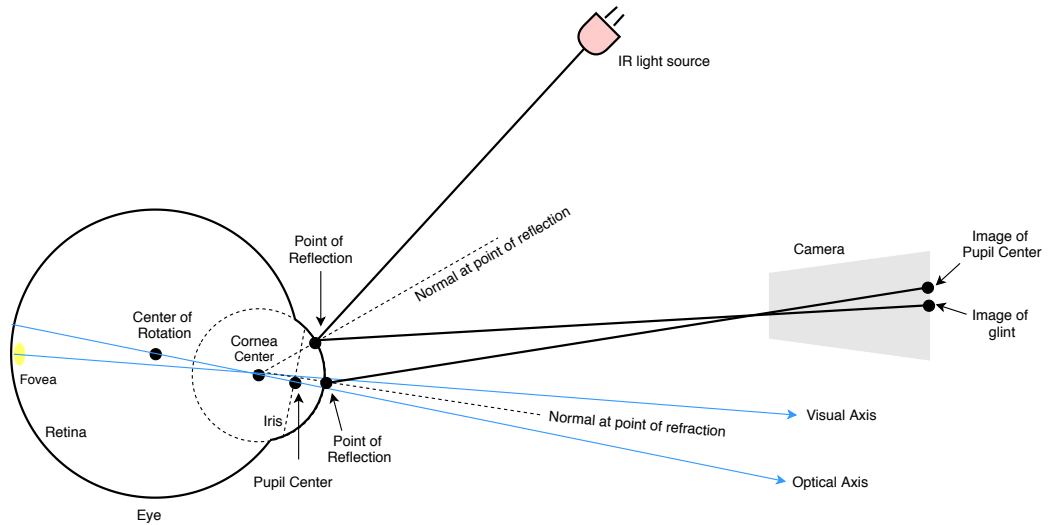 IR light source
Normal at point of reflection
Point of
Reflection
Camera
Image of
Pupil Center
Image of
glint
Center of
Rotation
Cornea
Center
Fovea
Retina
Iris
Pupil Center
Point of
Reflection
Normal at point of refraction
Visual Axis
Optical Axis
Eye